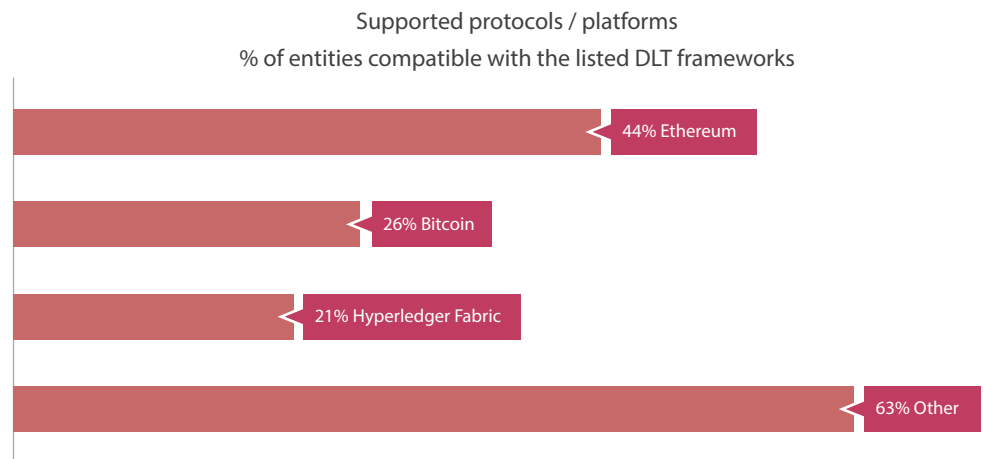 Supported protocols / platforms
% of entities compatible with the listed DLT frameworks
44% Ethereum
26% Bitcoin
21% Hyperledger Fabric
63% Other